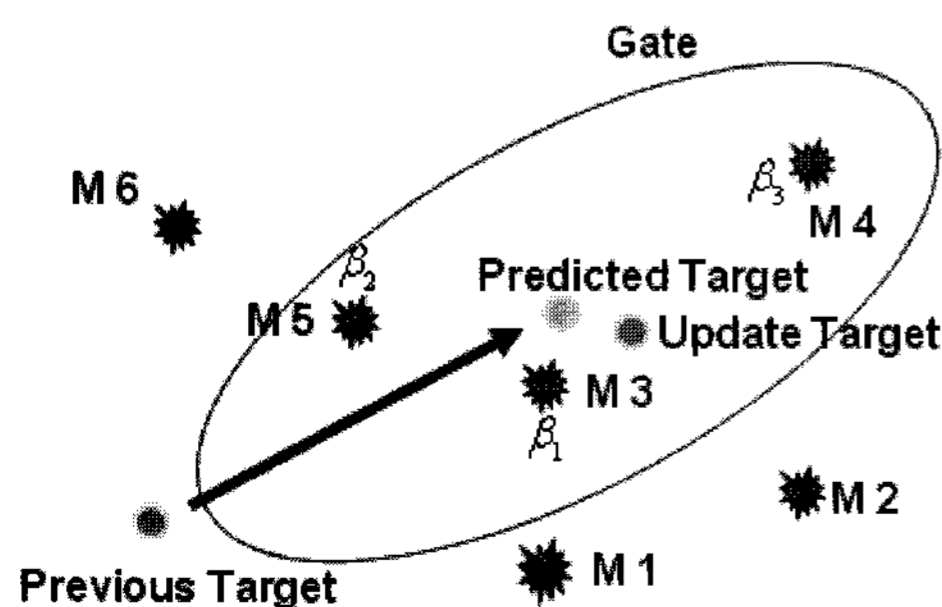 Gate
M 6
β₃
M 4
β₂
Predicted Target
M 5
Update Target
M 3
β₁
M 2
M 1
Previous Target